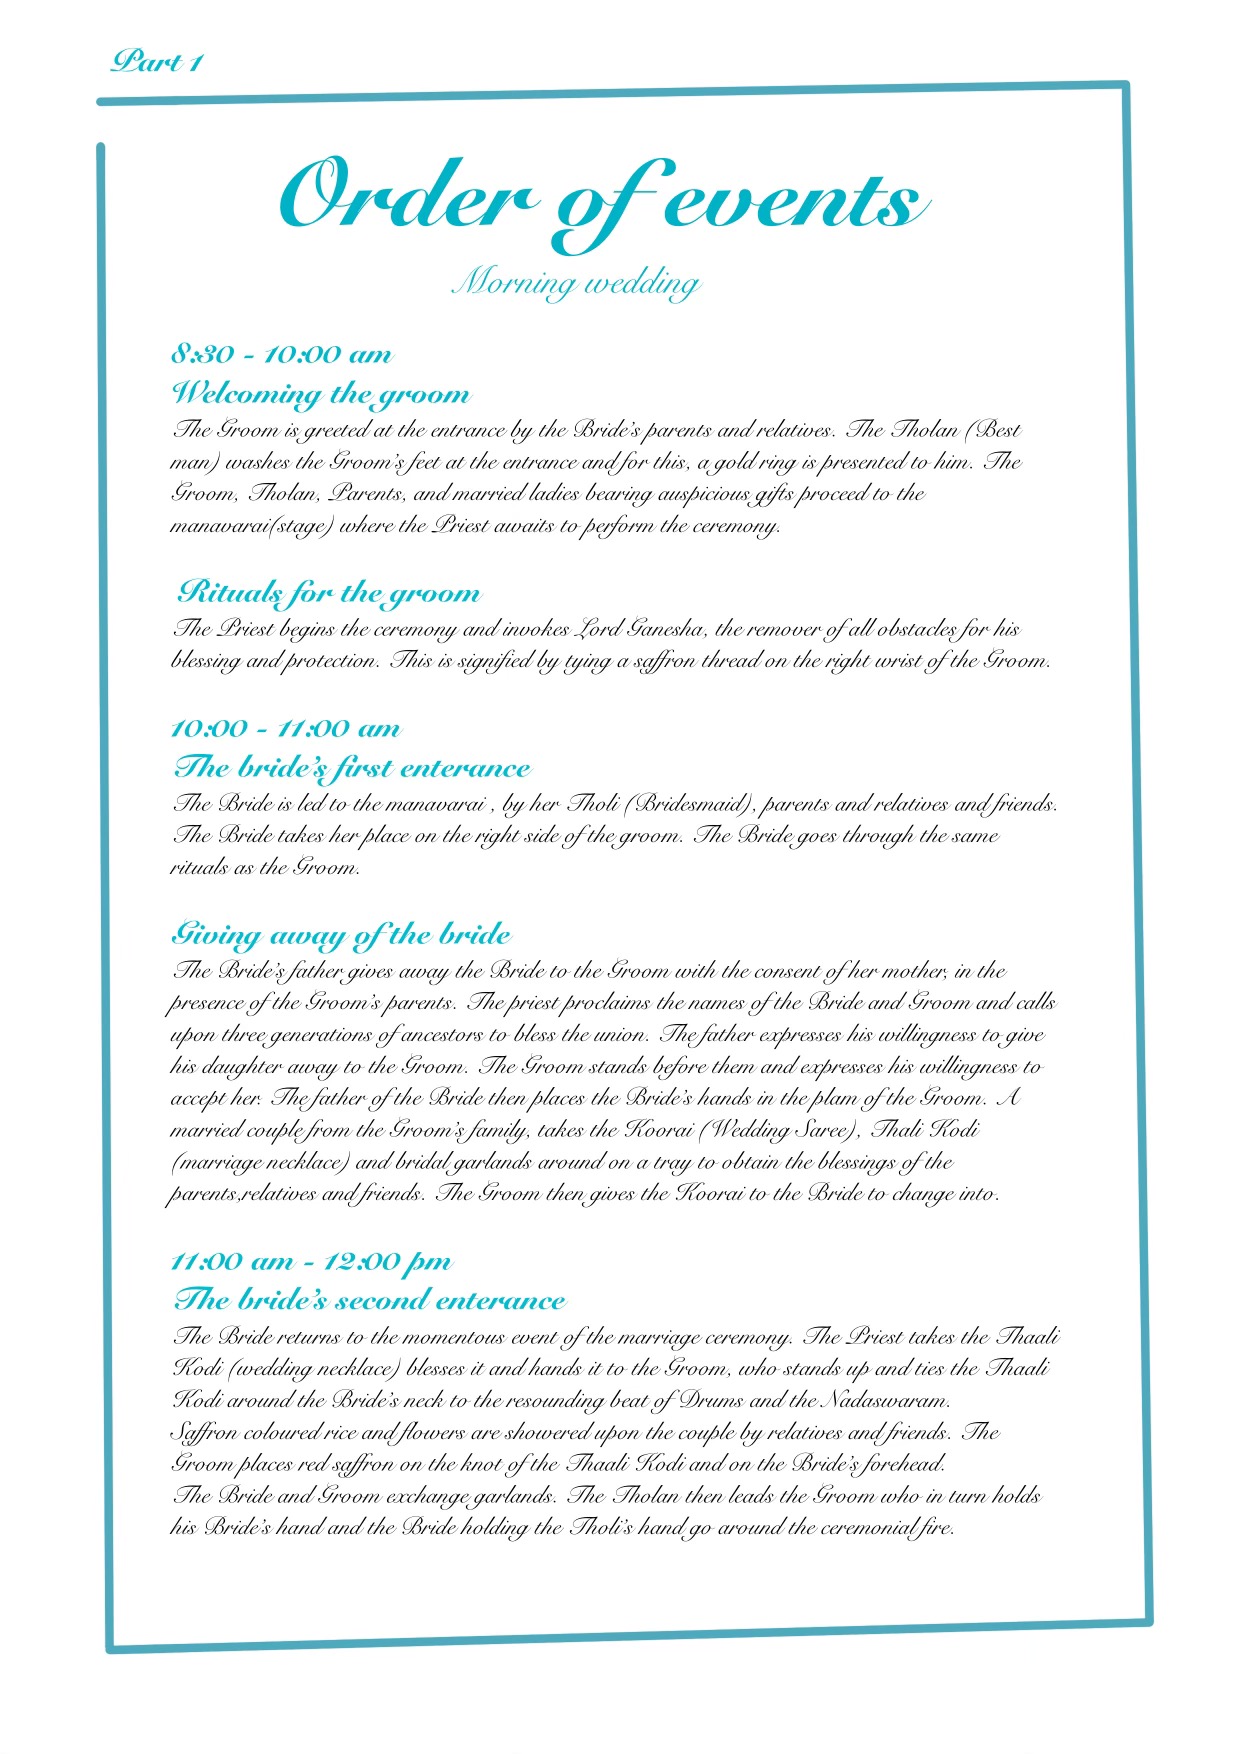 Part 1
Order of events
Morning wedding
8:30 - 10:00 am
Welcoming the groom
The Groom is greeted at the entrance by the Bride's parents and relatives. The Tholan (Best
man) washes the Groom's feet at the entrance and for this, a gold ring is presented to him. The
Groom, Tholan, Parents, and married ladies bearing auspicious gifts proceed to the
manavarai(stage) where the Priest awaits to perform the ceremony.
Rituals for the groom
The Priest begins the ceremony and invokes Lord Ganesha, the remover of all obstacles for his
blessing and protection. This is signified by tying a saffron thread on the right wrist of the Groom.
10:00 - 11:00 am
The bride's first enterance
The Bride is led to the manavarai , by her Tholi (Bridesmaid), parents and relatives and friends.
The Bride takes her place on the right side of the groom. The Bride goes through the same
rituals as the Groom.
Giving away of the bride
The Bride's father gives away the Bride to the Groom with the consent of her mother, in the
presence of the Groom's parents. The priest proclaims the names of the Bride and Groom and calls
upon three generations of ancestors to bless the union. The father expresses his willingness to give
his daughter away to the Groom. The Groom stands before them and expresses his willingness to
accept her. The father of the Bride then places the Bride's hands in the plam of the Groom. A
married couple from the Groom's family, takes the Koorai (Wedding Saree), Thali Kodi
(marriage necklace) and bridal garlands around on a tray to obtain the blessings of the
parents,relatives and friends. The Groom then gives the Koorai to the Bride to change into.
11:00 am - 12:00 pm
The bride's second enterance
The Bride returns to the momentous event of the marriage ceremony. The Priest takes the Thaali
Kodi (wedding necklace) blesses it and hands it to the Groom, who stands up and ties the Thaali
Kodi around the Bride's neck to the resounding beat of Drums and the Nadaswaram.
Saffron coloured rice and flowers are showered upon the couple by relatives and friends. The
Groom places red saffron on the knot of the Thaali Kodi and on the Bride's forehead.
The Bride and Groom exchange garlands. The Tholan then leads the Groom who in turn holds
his Bride's hand and the Bride holding the Tholi's hand go around the ceremonial fire.